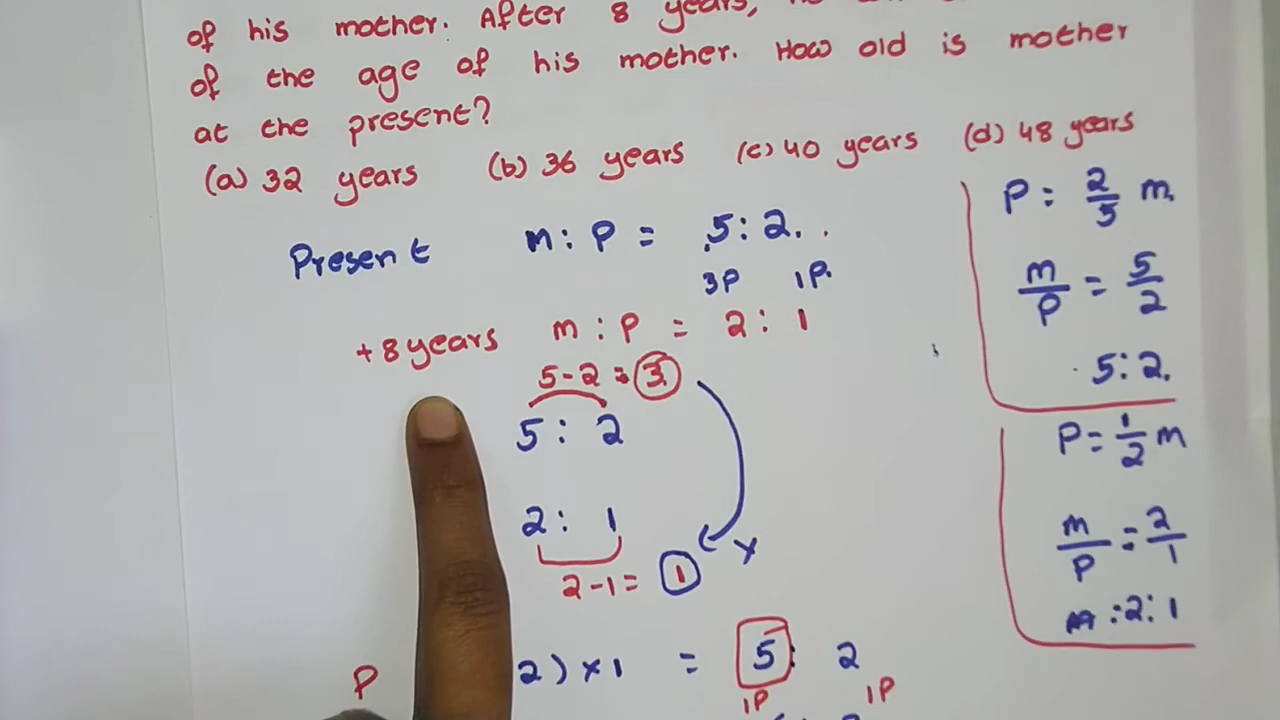 of his mother. After 8 years,
of the age of his mother. How old is mother
at the present?
(a) 32 years (b) 36 years (c) 40 years (d) 48 years
Present m : P = 5 : 2.
3P 1P.
+ 8 years m : P = 2 : 1
5 - 2 = 3
5 : 2
2 : 1
2 - 1 = 1 x
2) x 1 = 5 : 2
P 1P 1P
P = 2/5 m
m/P = 5/2
5 : 2.
P = 1/2 m
m/P = 2/1
m : 2 : 1